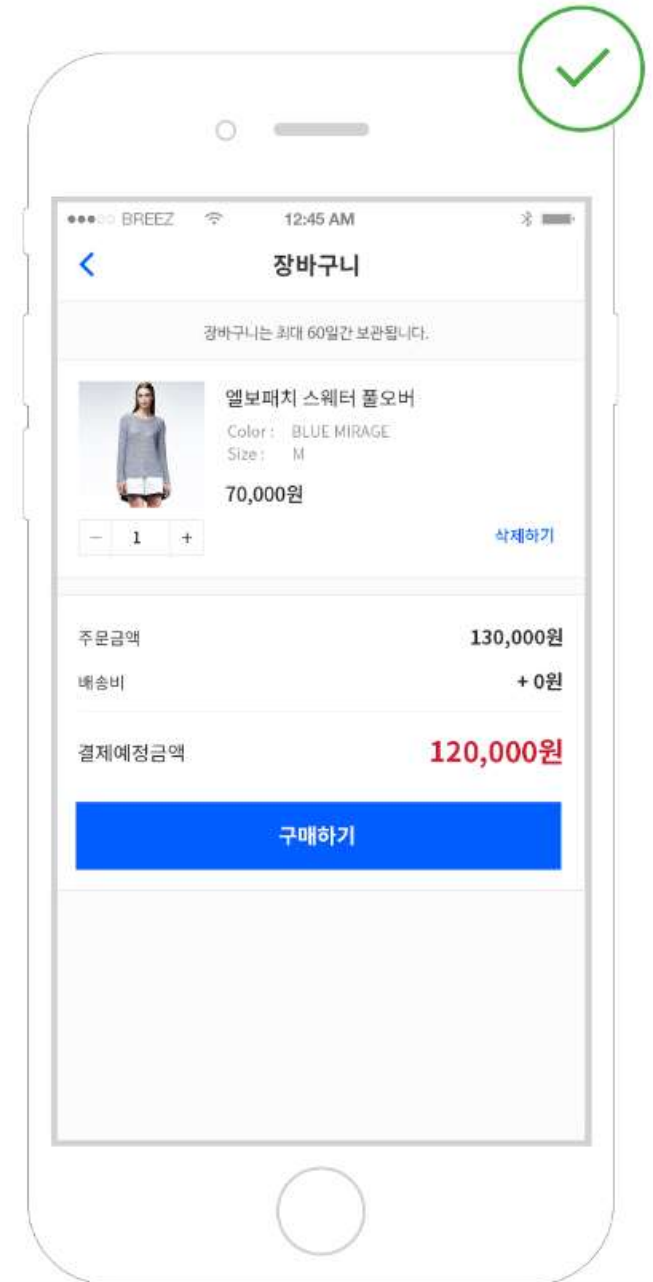 BREEZ 12:45 AM
장바구니
장바구니는 최대 60일간 보관됩니다.
엘보패치 스웨터 풀오버
Color : BLUE MIRAGE
Size : M
70,000원
− 1 +
삭제하기
주문금액 130,000원
배송비 + 0원
결제예정금액 120,000원
구매하기